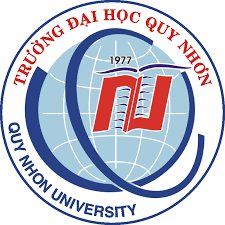 TRƯỜNG ĐẠI HỌC QUY NHƠN
1977
QUY NHON UNIVERSITY